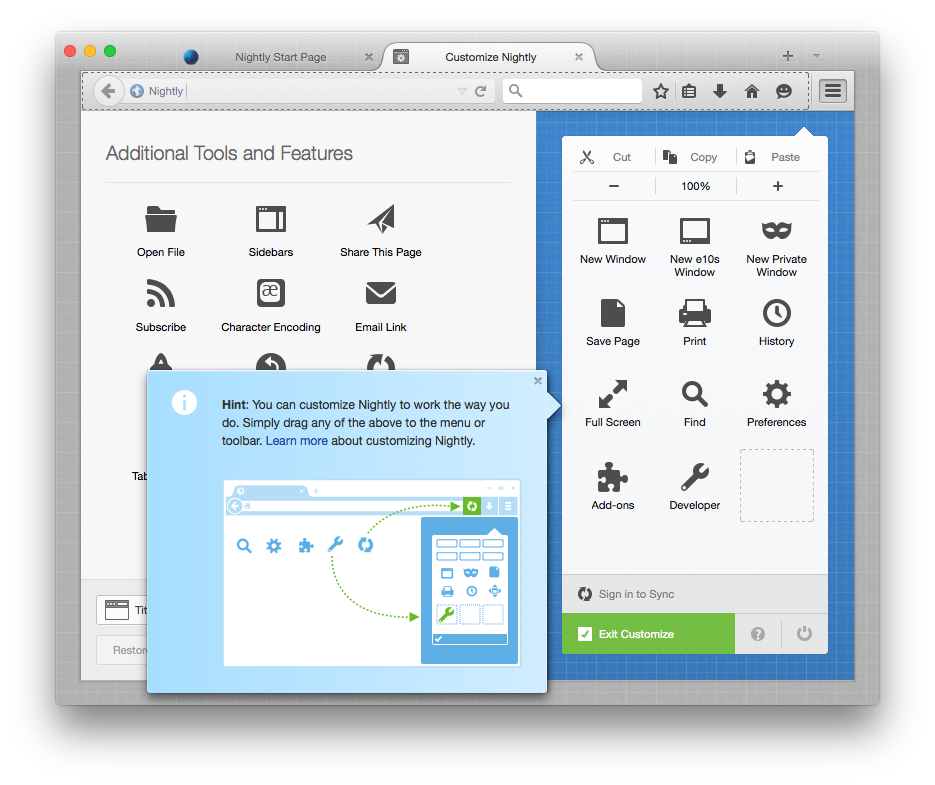 Nightly Start Page
Customize Nightly
Nightly
Additional Tools and Features
Open File
Sidebars
Share This Page
Subscribe
Character Encoding
Email Link
Tab
Tit
Restor
Hint: You can customize Nightly to work the way you
do. Simply drag any of the above to the menu or
toolbar. Learn more about customizing Nightly.
Cut
Copy
Paste
100%
New Window
New e10s
Window
New Private
Window
Save Page
Print
History
Full Screen
Find
Preferences
Add-ons
Developer
Sign in to Sync
Exit Customize